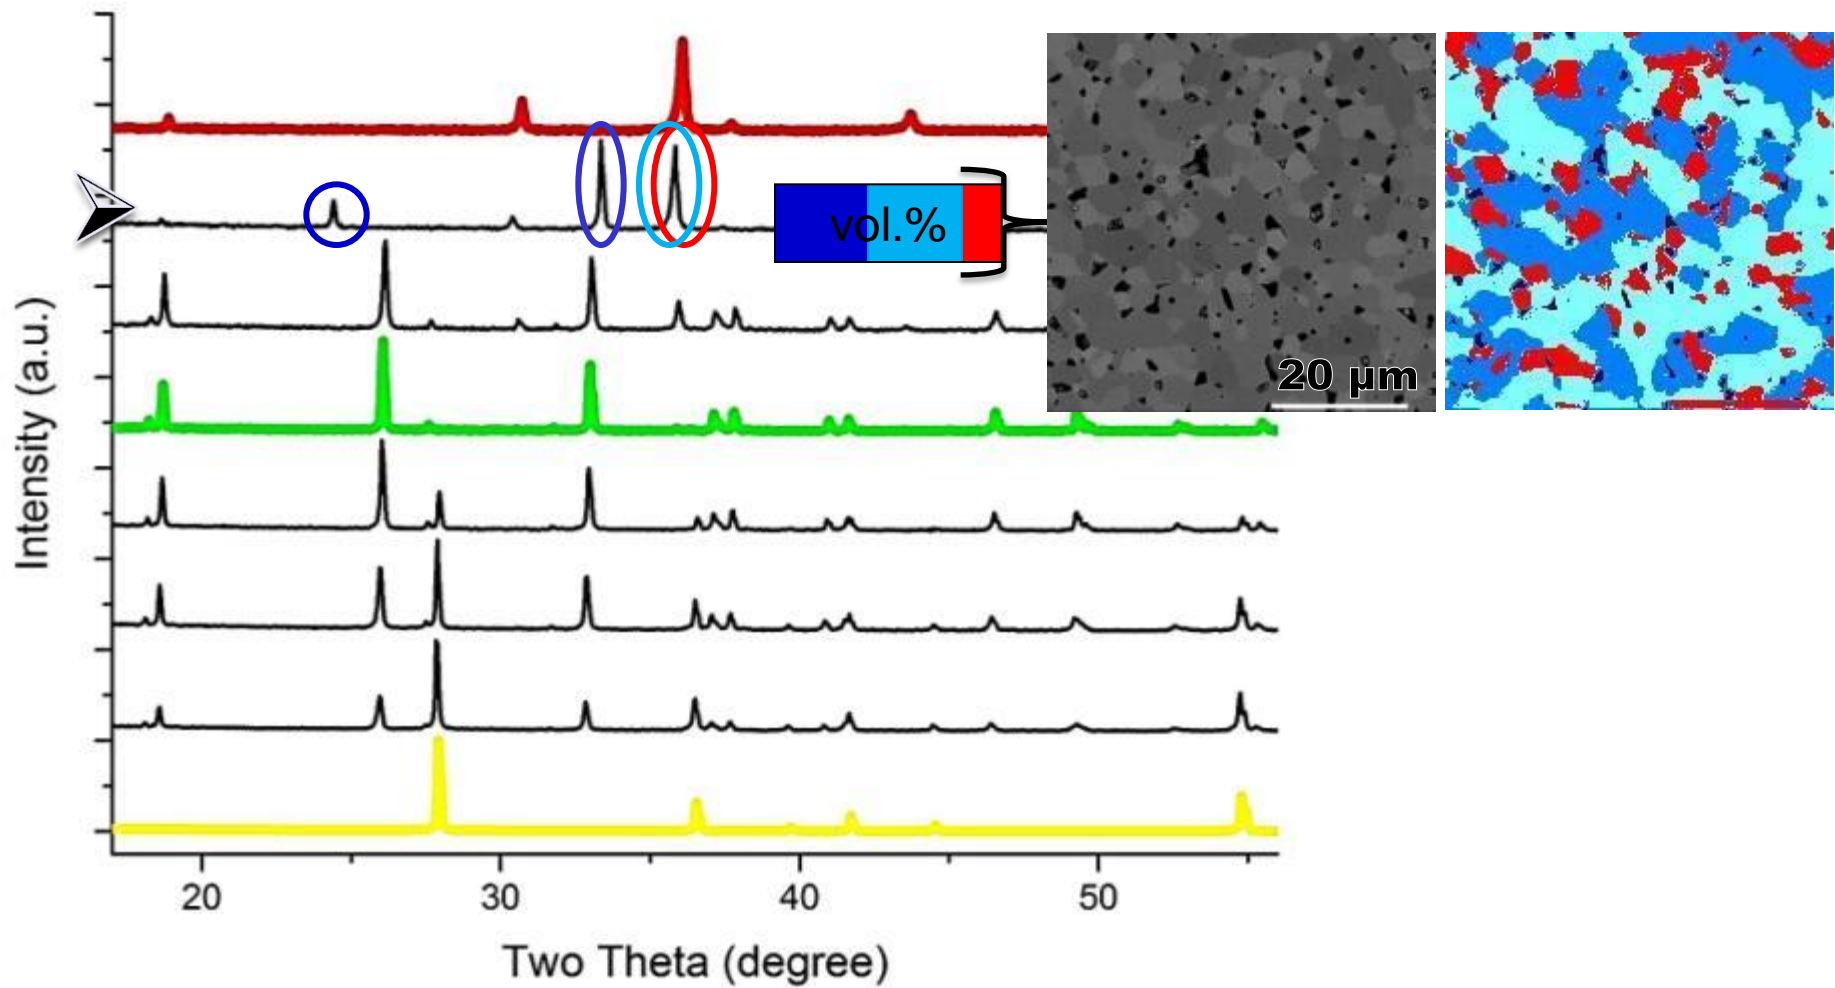 vol.%
20 µm
Intensity (a.u.)
20 30 40 50
Two Theta (degree)